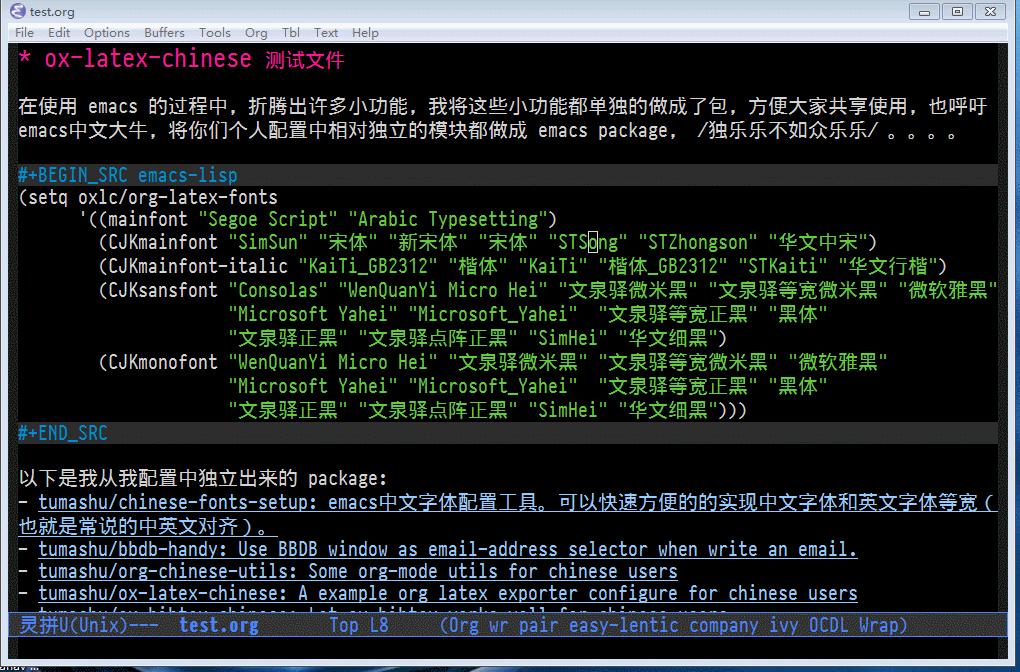 test.org
File Edit Options Buffers Tools Org Tbl Text Help
* ox-latex-chinese 测试文件
在使用 emacs 的过程中，折腾出许多小功能，我将这些小功能都单独的做成了包，方便大家共享使用，也呼吁
emacs中文大牛，将你们个人配置中相对独立的模块都做成 emacs package， /独乐乐不如众乐乐/ 。。。。
#+BEGIN_SRC emacs-lisp
(setq oxlc/org-latex-fonts
'((mainfont "Segoe Script" "Arabic Typesetting")
(CJKmainfont "SimSun" "宋体" "新宋体" "宋体" "STSong" "STZhongson" "华文中宋")
(CJKmainfont-italic "KaiTi_GB2312" "楷体" "KaiTi" "楷体_GB2312" "STKaiti" "华文行楷")
(CJKsansfont "Consolas" "WenQuanYi Micro Hei" "文泉驿微米黑" "文泉驿等宽微米黑" "微软雅黑"
"Microsoft Yahei" "Microsoft_Yahei" "文泉驿等宽正黑" "黑体"
"文泉驿正黑" "文泉驿点阵正黑" "SimHei" "华文细黑")
(CJKmonofont "WenQuanYi Micro Hei" "文泉驿微米黑" "文泉驿等宽微米黑" "微软雅黑"
"Microsoft Yahei" "Microsoft_Yahei" "文泉驿等宽正黑" "黑体"
"文泉驿正黑" "文泉驿点阵正黑" "SimHei" "华文细黑")))
#+END_SRC
以下是我从我配置中独立出来的 package:
- tumashu/chinese-fonts-setup: emacs中文字体配置工具。可以快速方便的的实现中文字体和英文字体等宽（
也就是常说的中英文对齐）。
- tumashu/bbdb-handy: Use BBDB window as email-address selector when write an email.
- tumashu/org-chinese-utils: Some org-mode utils for chinese users
- tumashu/ox-latex-chinese: A example org latex exporter configure for chinese users
灵拼U(Unix)--- test.org Top L8 (Org wr pair easy-lentic company ivy OCDL Wrap)